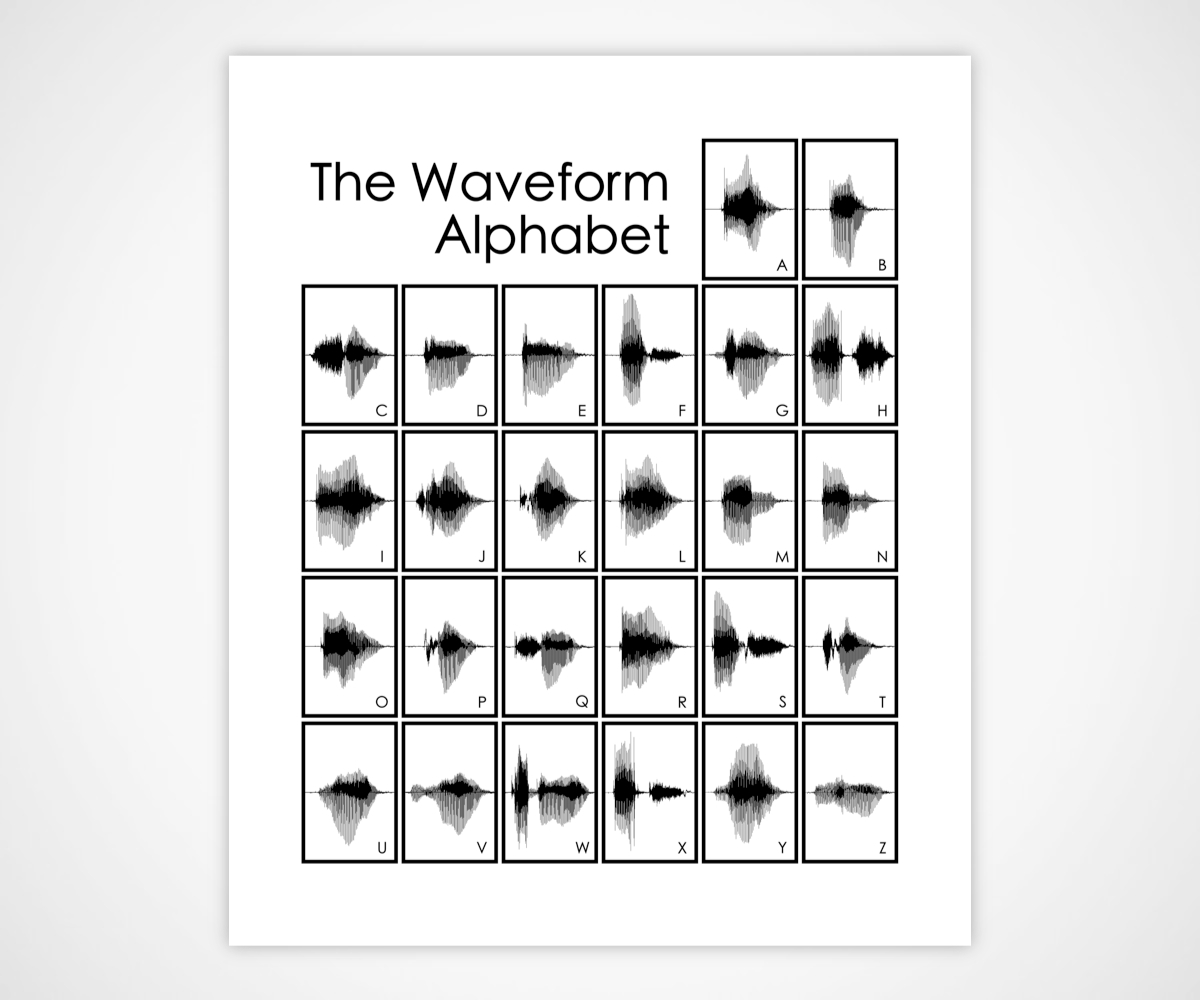 The Waveform
Alphabet
A B
C D E F G H
I J K L M N
O P Q R S T
U V W X Y Z